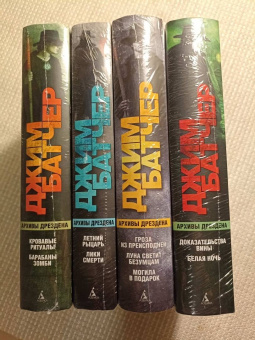 ДЖИМ
БАТЧЕР
АРХИВЫ ДРЕЗДЕНА
КРОВАВЫЕ
РИТУАЛЫ
БАРАБАНЫ
ЗОМБИ
ДЖИМ
БАТЧЕР
АРХИВЫ ДРЕЗДЕНА
ЛЕТНИЙ
РЫЦАРЬ
ЛИКИ
СМЕРТИ
ДЖИМ
БАТЧЕР
АРХИВЫ ДРЕЗДЕНА
ГРОЗА
ИЗ ПРЕИСПОДНЕЙ
ЛУНА СВЕТИТ
БЕЗУМЦАМ
МОГИЛА
В ПОДАРОК
ДЖИМ
БАТЧЕР
АРХИВЫ ДРЕЗДЕНА
ДОКАЗАТЕЛЬСТВА
ВИНЫ
БЕЛАЯ НОЧЬ